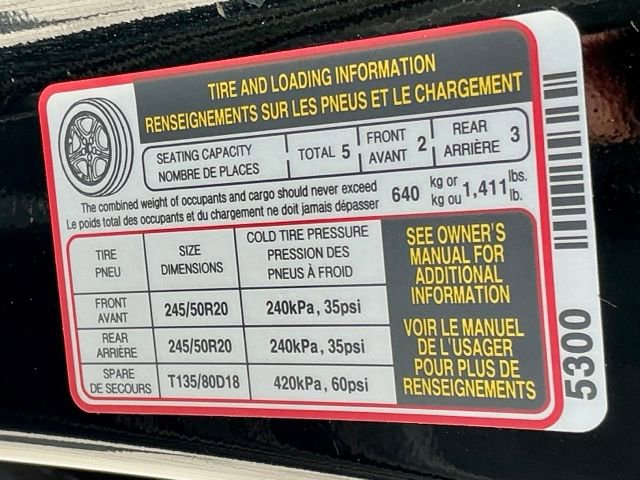 TIRE AND LOADING INFORMATION
RENSEIGNEMENTS SUR LES PNEUS ET LE CHARGEMENT
SEATING CAPACITY
NOMBRE DE PLACES
TOTAL 5
FRONT
AVANT 2
REAR
ARRIÈRE 3
The combined weight of occupants and cargo should never exceed
Le poids total des occupants et du chargement ne doit jamais dépasser
640 kg or
kg ou 1,411 lbs.
lb.
TIRE
PNEU
SIZE
DIMENSIONS
COLD TIRE PRESSURE
PRESSION DES
PNEUS À FROID
FRONT
AVANT
245/50R20
240kPa, 35psi
REAR
ARRIÈRE
245/50R20
240kPa, 35psi
SPARE
DE SECOURS
T135/80D18
420kPa, 60psi
SEE OWNER'S
MANUAL FOR
ADDITIONAL
INFORMATION
VOIR LE MANUEL
DE L'USAGER
POUR PLUS DE
RENSEIGNEMENTS
5300